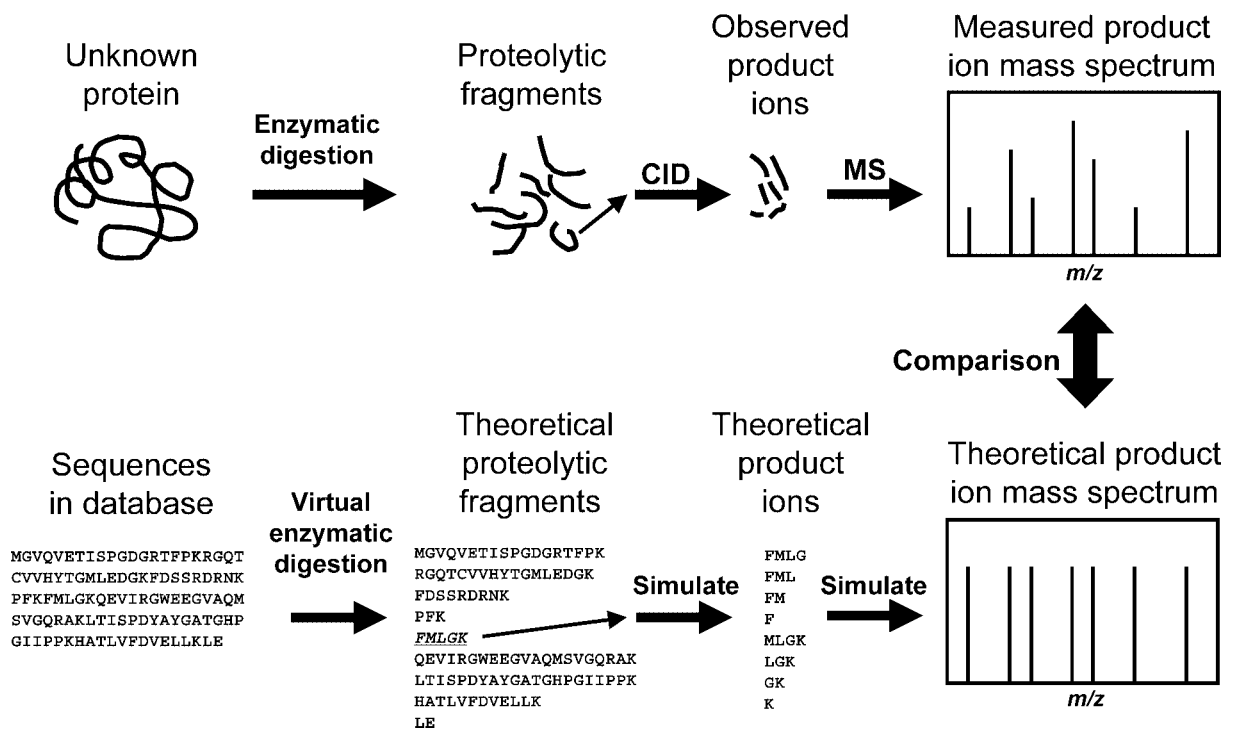 Unknown
protein
Enzymatic
digestion
Proteolytic
fragments
CID
Observed
product
ions
MS
Measured product
ion mass spectrum
m/z
Comparison
Sequences
in database
MGVQVETISPGDGRTFPKRGQT
CVVHYTGMLEDGKFDSSRDRNK
PFKFMLGKQEVIRGWEEGVAQM
SVGQRAKLTISPDYAYGATGHP
GIIPPKHATLVFDVELLKLE
Virtual
enzymatic
digestion
Theoretical
proteolytic
fragments
MGVQVETISPGDGRTFPK
RGQTCVVHYTGMLEDGK
FDSSRDRNK
PFK
FMLGK
QEVIRGWEEGVAQMSVGQRAK
LTISPDYAYGATGHPGIIPPK
HATLVFDVELLK
LE
Simulate
Theoretical
product
ions
FMLG
FML
FM
F
MLGK
LGK
GK
K
Simulate
Theoretical product
ion mass spectrum
m/z